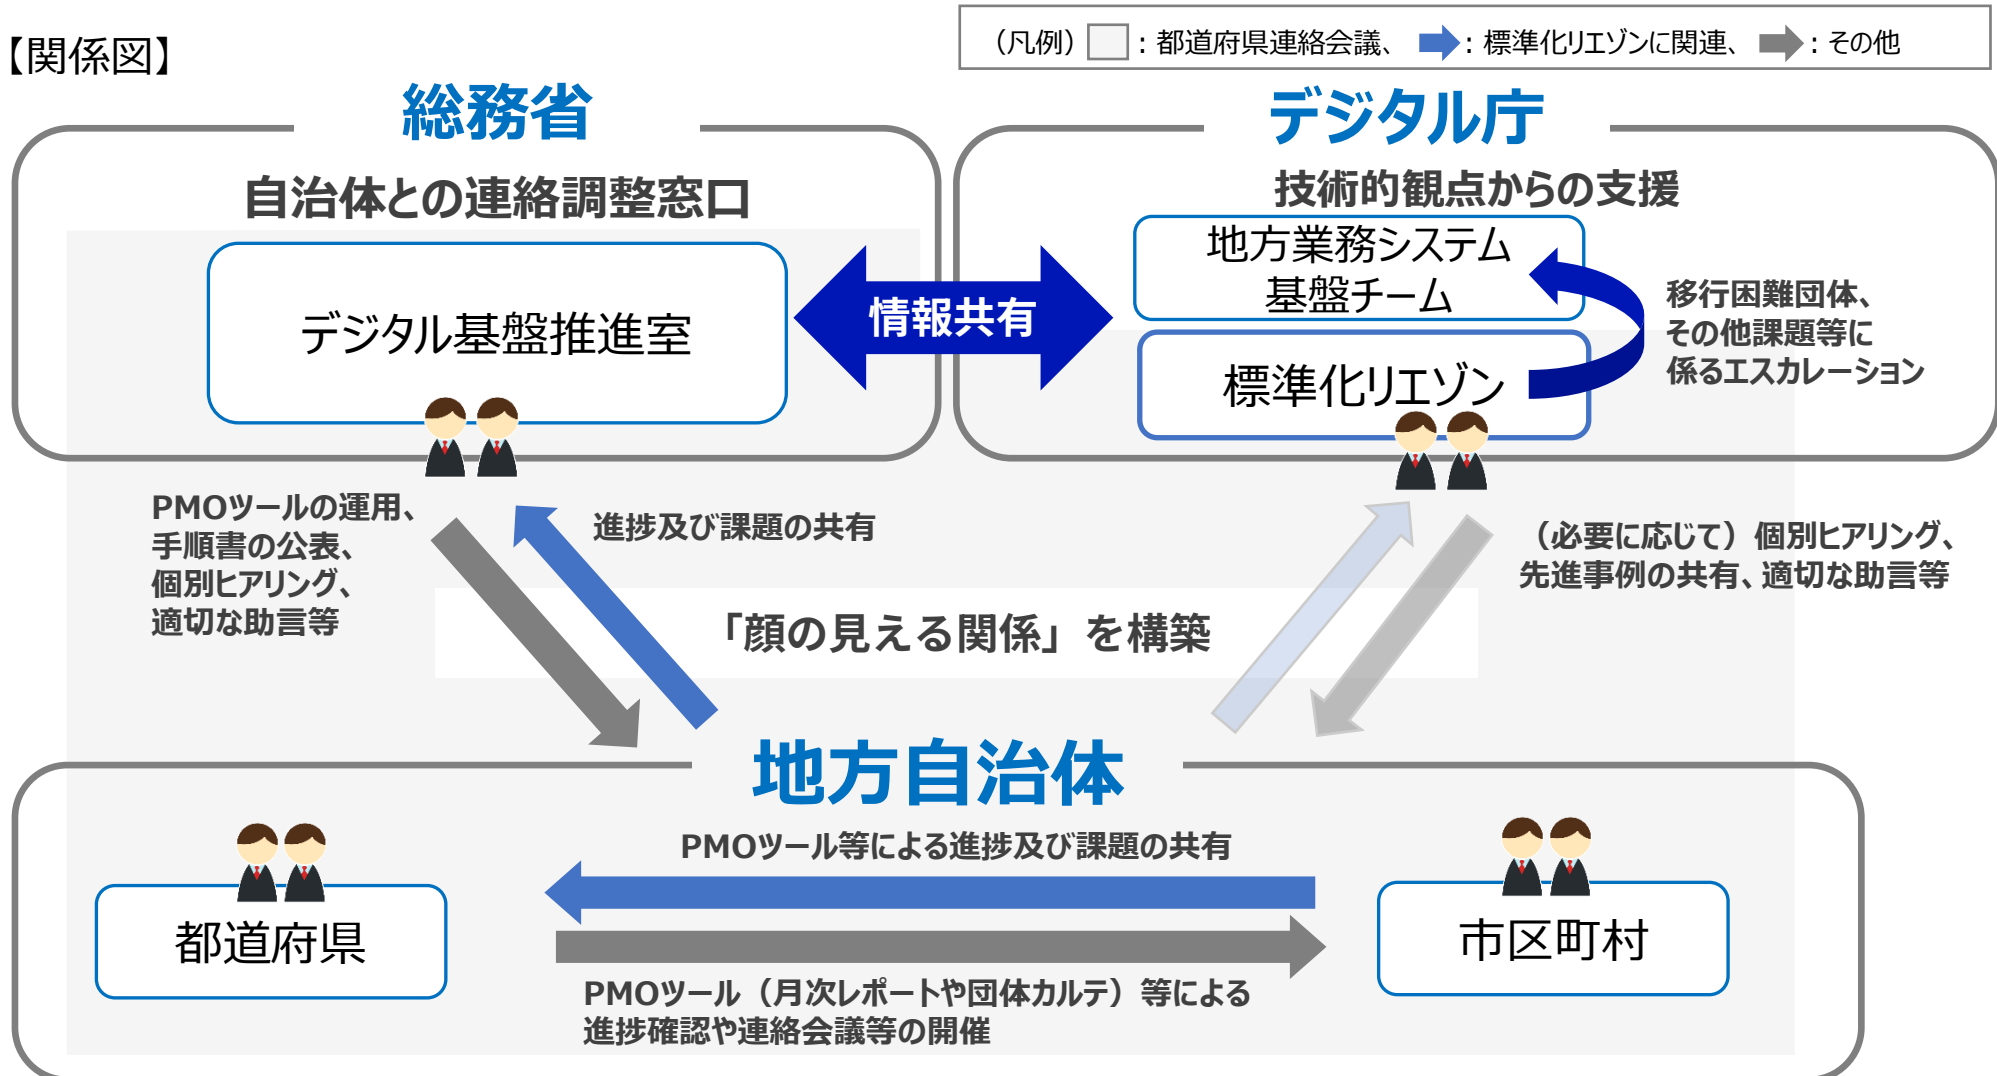 【関係図】
（凡例） ：都道府県連絡会議、 ：標準化リエゾンに関連、 ：その他
総務省
自治体との連絡調整窓口
デジタル基盤推進室
情報共有
デジタル庁
技術的観点からの支援
地方業務システム
基盤チーム
標準化リエゾン
移行困難団体、
その他課題等に
係るエスカレーション
PMOツールの運用、
手順書の公表、
個別ヒアリング、
適切な助言等
進捗及び課題の共有
（必要に応じて）個別ヒアリング、
先進事例の共有、適切な助言等
「顔の見える関係」を構築
地方自治体
PMOツール等による進捗及び課題の共有
都道府県
市区町村
PMOツール（月次レポートや団体カルテ）等による
進捗確認や連絡会議等の開催